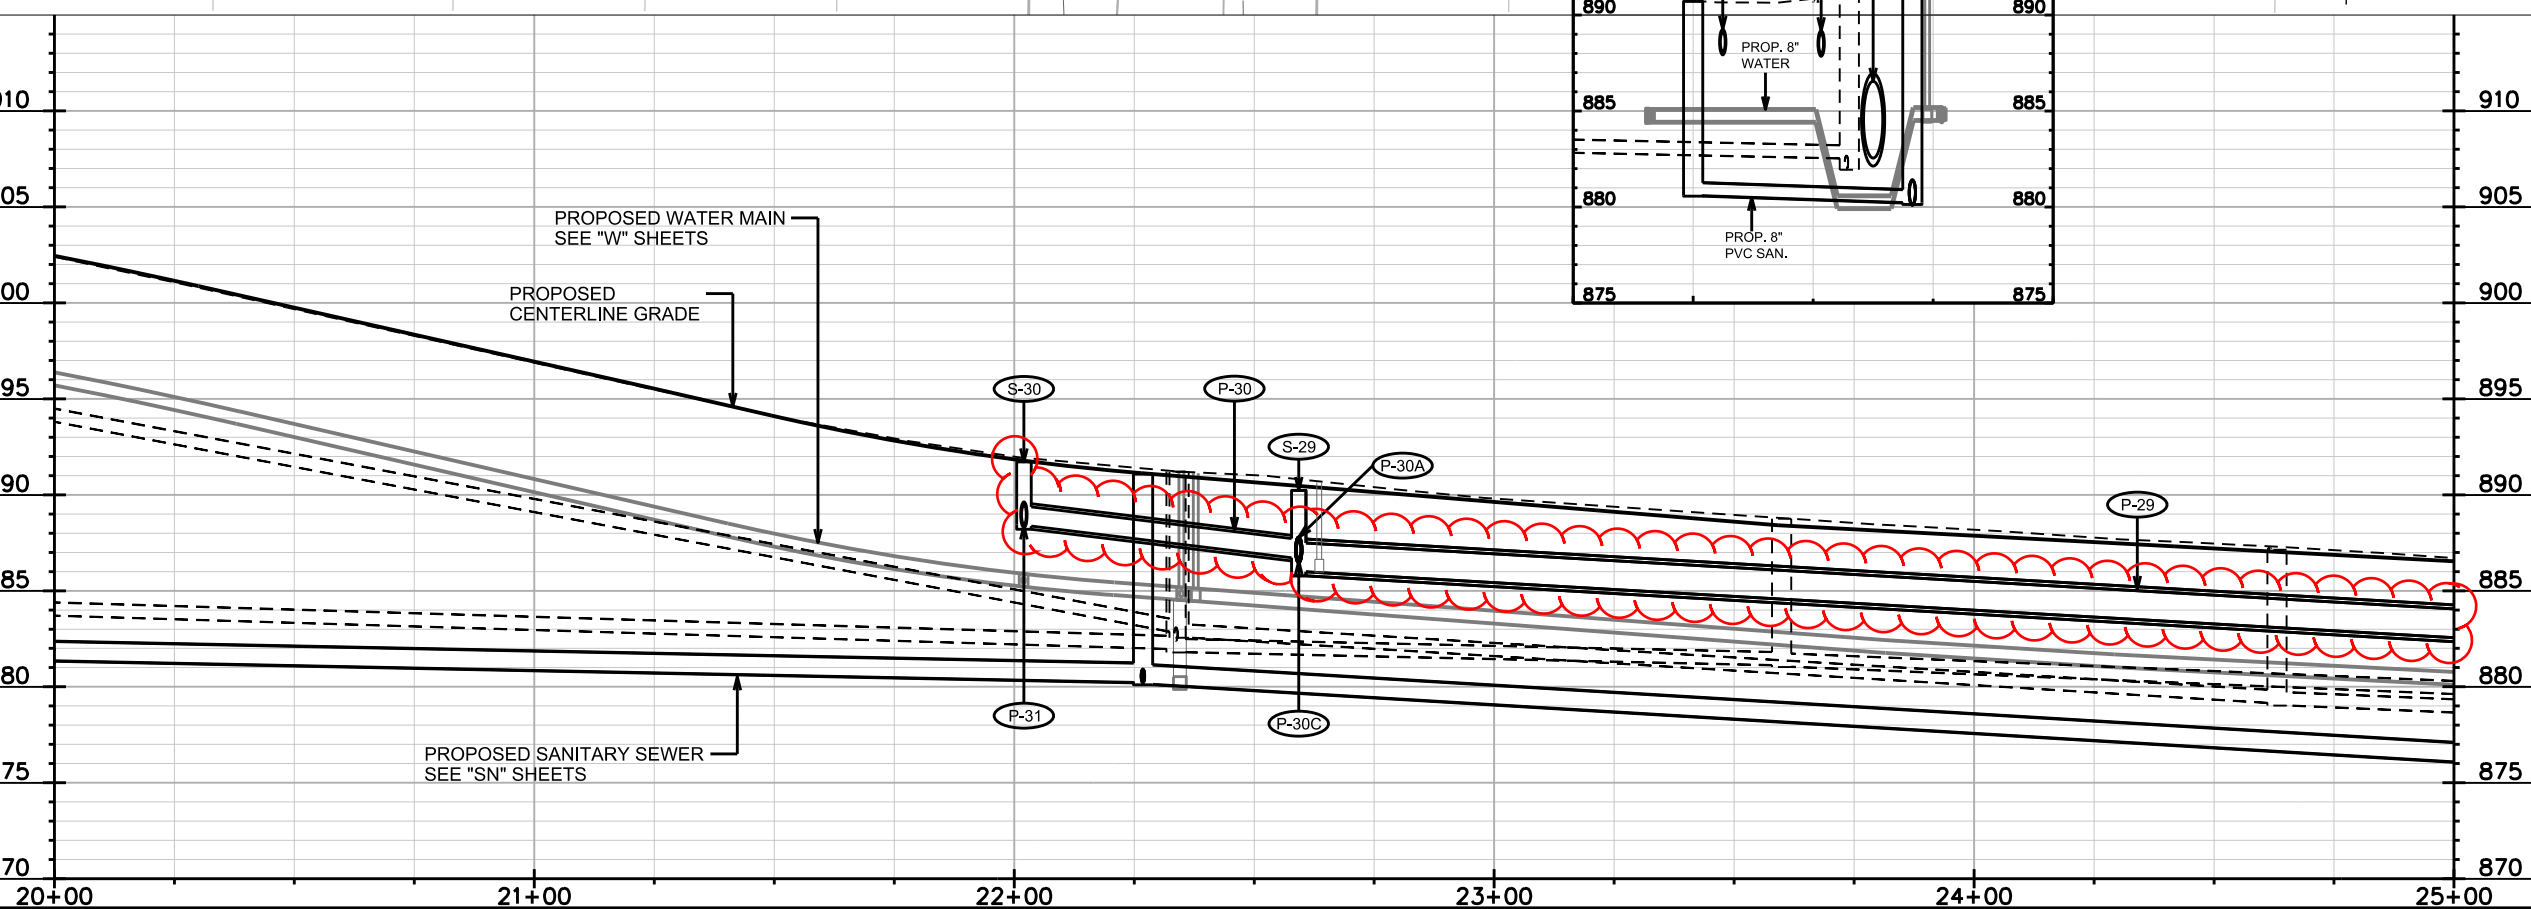 890
890
PROP. 8"
WATER
885
885
880
880
PROP. 8"
PVC SAN.
875
875
10
910
05
905
00
900
95
895
90
890
85
885
80
880
75
875
70
870
PROPOSED WATER MAIN
SEE "W" SHEETS
PROPOSED
CENTERLINE GRADE
S-30
P-30
S-29
P-30A
P-29
P-31
P-30C
PROPOSED SANITARY SEWER
SEE "SN" SHEETS
20+00
21+00
22+00
23+00
24+00
25+00